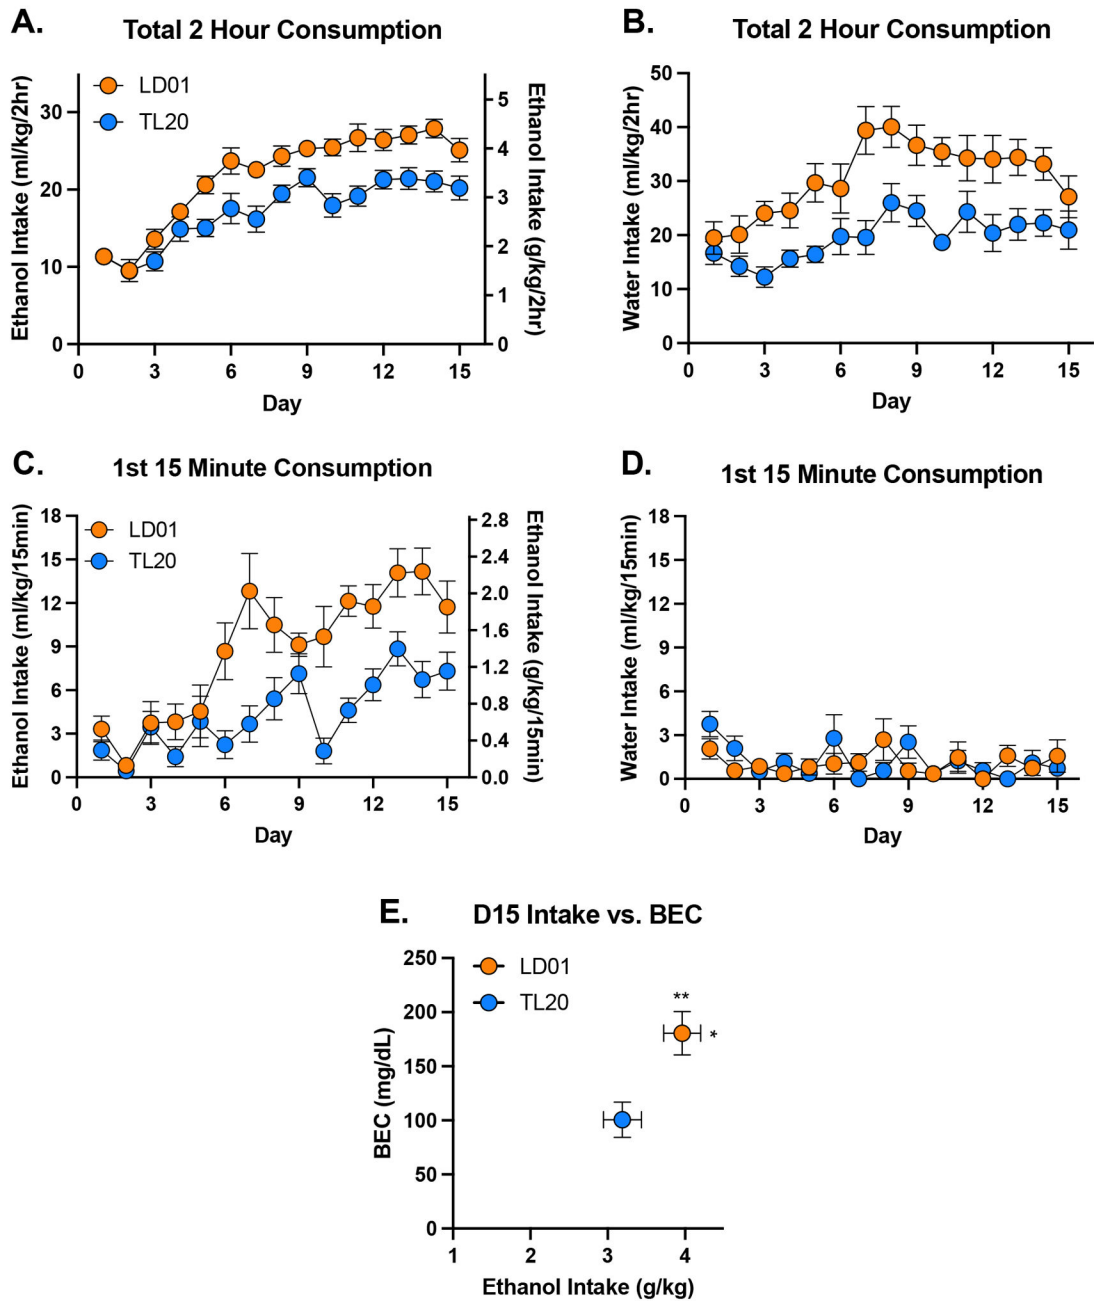 A.
Total 2 Hour Consumption
LD01
TL20
Ethanol Intake (ml/kg/2hr)
30
20
10
0
Ethanol Intake (g/kg/2hr)
5
4
3
2
1
0
0 3 6 9 12 15
Day
B.
Total 2 Hour Consumption
Water Intake (ml/kg/2hr)
50
40
30
20
10
0
0 3 6 9 12 15
Day
C.
1st 15 Minute Consumption
LD01
TL20
Ethanol Intake (ml/kg/15min)
18
15
12
9
6
3
0
Ethanol Intake (g/kg/15min)
2.8
2.4
2.0
1.6
1.2
0.8
0.4
0.0
0 3 6 9 12 15
Day
D.
1st 15 Minute Consumption
Water Intake (ml/kg/15min)
18
15
12
9
6
3
0
0 3 6 9 12 15
Day
E.
D15 Intake vs. BEC
LD01
TL20
BEC (mg/dL)
250
200
150
100
50
0
**
*
1 2 3 4
Ethanol Intake (g/kg)